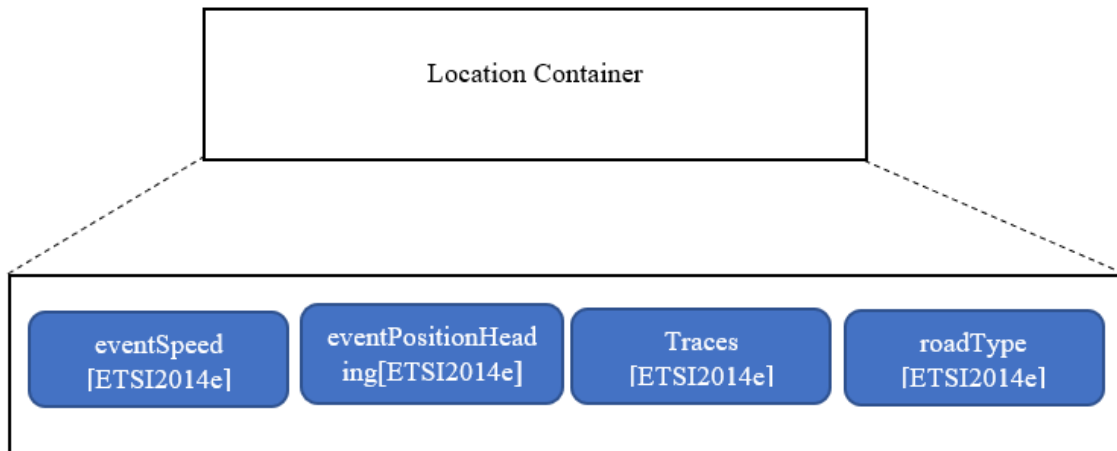 Location Container
eventSpeed
[ETSI2014e]
eventPositionHead
ing[ETSI2014e]
Traces
[ETSI2014e]
roadType
[ETSI2014e]